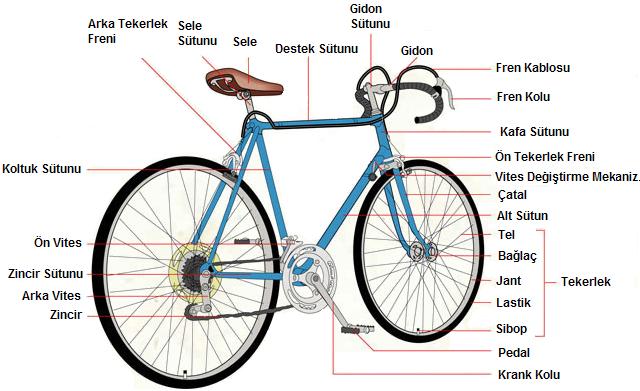 Gidon
Sütunu
Arka Tekerlek
Freni
Sele
Sütunu
Sele
Destek Sütunu
Gidon
Fren Kablosu
Fren Kolu
Kafa Sütunu
Ön Tekerlek Freni
Koltuk Sütunu
Vites Değiştirme Mekaniz.
Çatal
Alt Sütun
Tel
Ön Vites
Bağlaç
Zincir Sütunu
Jant
Tekerlek
Arka Vites
Lastik
Zincir
Sibop
Pedal
Krank Kolu